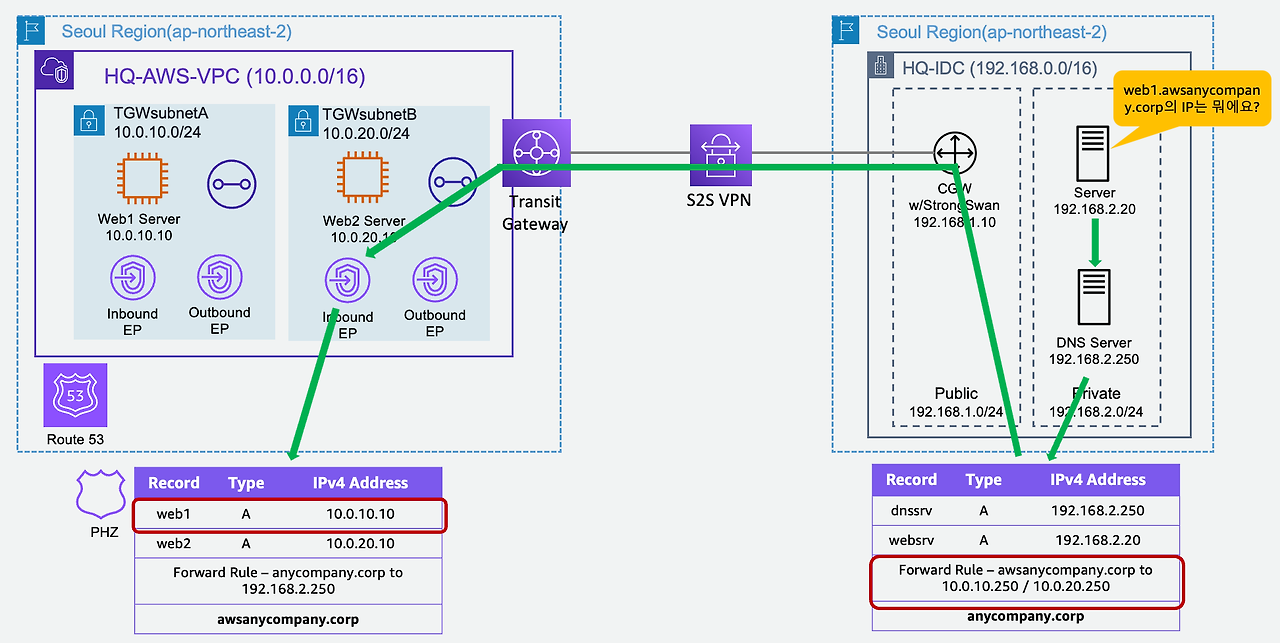 Seoul Region(ap-northeast-2)
HQ-AWS-VPC (10.0.0.0/16)
TGWsubnetA
10.0.10.0/24
Web1 Server
10.0.10.10
Inbound
EP
Outbound
EP
TGWsubnetB
10.0.20.0/24
Web2 Server
10.0.20.10
Inbound
EP
Outbound
EP
Transit
Gateway
S2S VPN
53
Route 53
PHZ
Record Type IPv4 Address
web1 A 10.0.10.10
web2 A 10.0.20.10
Forward Rule – anycompany.corp to
192.168.2.250
awsanycompany.corp
Seoul Region(ap-northeast-2)
HQ-IDC (192.168.0.0/16)
web1.awsanycompan
y.corp의 IP는 뭐에요?
CGW
w/StrongSwan
192.168.1.10
Public
192.168.1.0/24
Server
192.168.2.20
DNS Server
192.168.2.250
Private
192.168.2.0/24
Record Type IPv4 Address
dnssrv A 192.168.2.250
websrv A 192.168.2.20
Forward Rule – awsanycompany.corp to
10.0.10.250 / 10.0.20.250
anycompany.corp